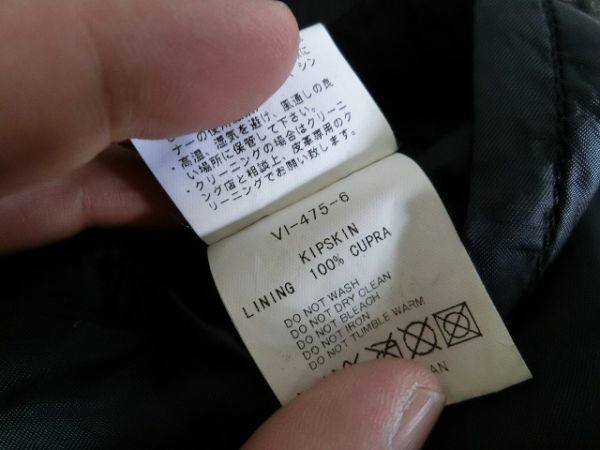 シン
ナーの使用
・高温、湿気を避け、風通しの良
い場所に保管して下さい。
・クリーニングの場合はクリーニ
ング店と相談上、皮革専用のク
リーニングでお願い致します。
VI-475-6
KIPSKIN
LINING 100% CUPRA
DO NOT WASH
DO NOT DRY CLEAN
DO NOT BLEACH
DO NOT IRON
DO NOT TUMBLE WARM
AN